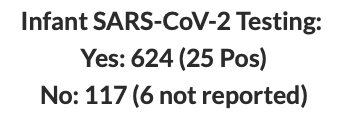 Infant SARS-CoV-2 Testing:
Yes: 624 (25 Pos)
No: 117 (6 not reported)